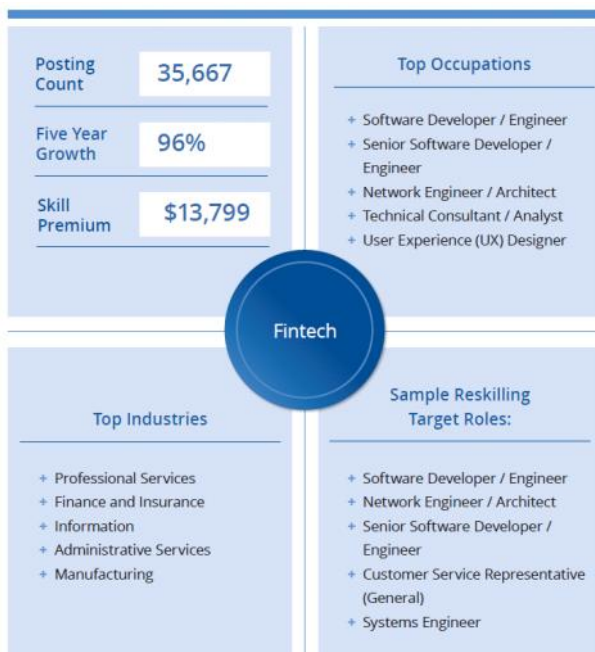 Posting
Count
35,667
Five Year
Growth
96%
Skill
Premium
$13,799
Top Occupations
+ Software Developer / Engineer
+ Senior Software Developer /
Engineer
+ Network Engineer / Architect
+ Technical Consultant / Analyst
+ User Experience (UX) Designer
Fintech
Top Industries
+ Professional Services
+ Finance and Insurance
+ Information
+ Administrative Services
+ Manufacturing
Sample Reskilling
Target Roles:
+ Software Developer / Engineer
+ Network Engineer / Architect
+ Senior Software Developer /
Engineer
+ Customer Service Representative
(General)
+ Systems Engineer